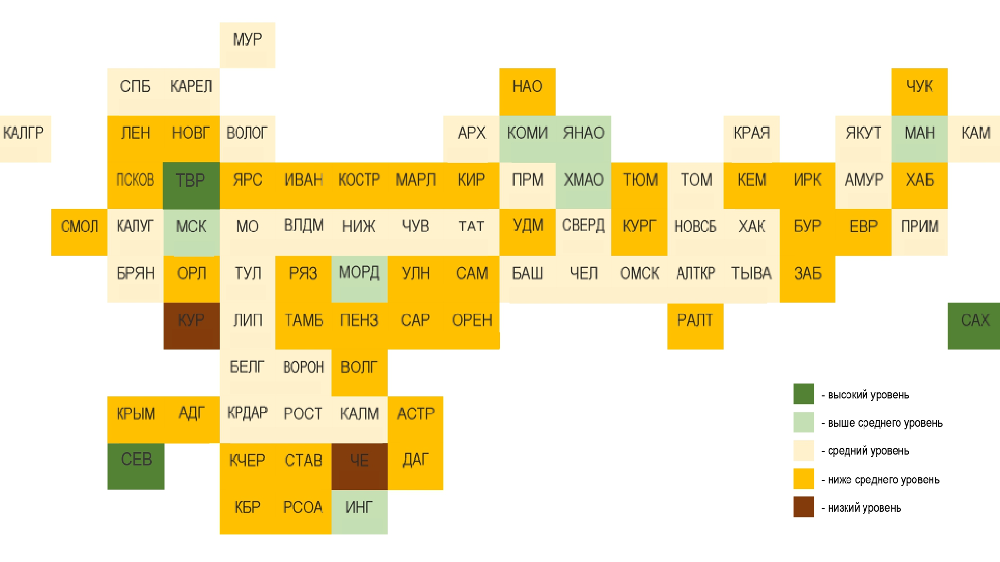 МУР
СПБ КАРЕЛ НАО ЧУК
КАЛГР ЛЕН НОВГ ВОЛОГ АРХ КОМИ ЯНАО КРАЯ ЯКУТ МАН КАМ
ПСКОВ ТВР ЯРС ИВАН КОСТР МАРЛ КИР ПРМ ХМАО ТЮМ ТОМ КЕМ ИРК АМУР ХАБ
СМОЛ КАЛУГ МСК МО ВЛДМ НИЖ ЧУВ ТАТ УДМ СВЕРД КУРГ НОВСБ ХАК БУР ЕВР ПРИМ
БРЯН ОРЛ ТУЛ РЯЗ МОРД УЛН САМ БАШ ЧЕЛ ОМСК АЛТКР ТЫВА ЗАБ
КУР ЛИП ТАМБ ПЕНЗ САР ОРЕН РАЛТ САХ
БЕЛГ ВОРОН ВОЛГ
КРЫМ АДГ КРДАР РОСТ КАЛМ АСТР
СЕВ КЧЕР СТАВ ЧЕ ДАГ
КБР РСОА ИНГ
- высокий уровень
- выше среднего уровень
- средний уровень
- ниже среднего уровень
- низкий уровень